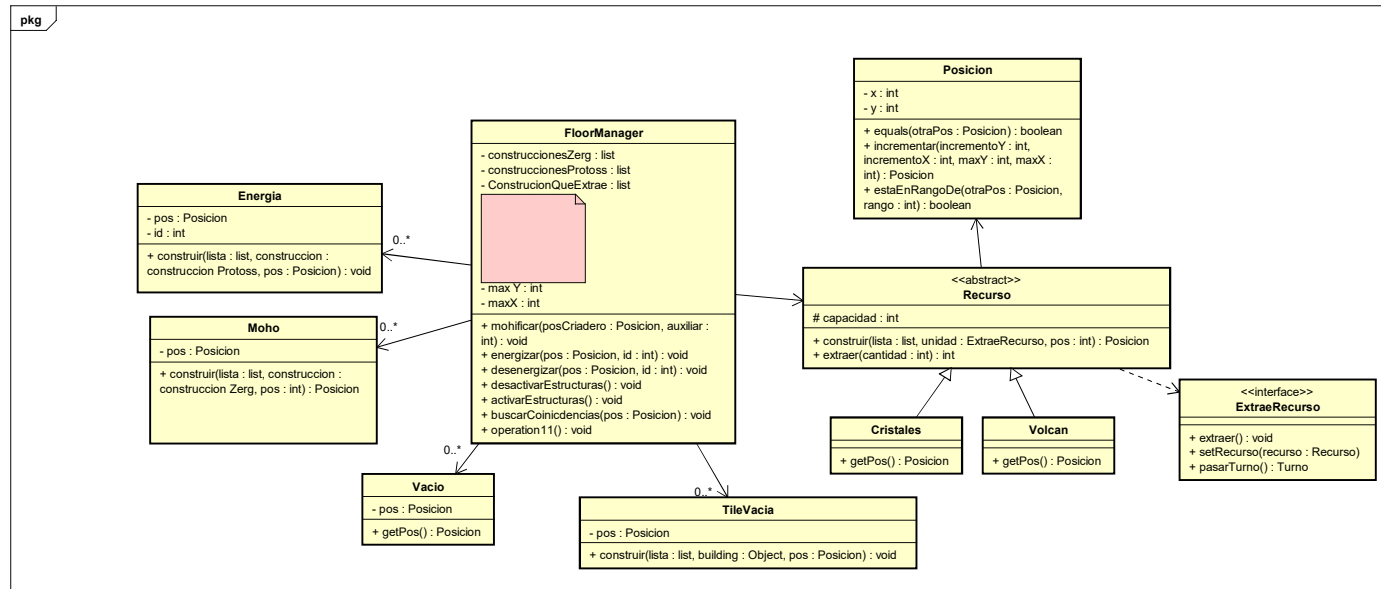 pkg
Posicion
- x : int
- y : int
+ equals(otraPos : Posicion) : boolean
+ incrementar(incrementoY : int,
incrementoX : int, maxY : int, maxX :
int) : Posicion
+ estaEnRangoDe(otraPos : Posicion,
rango : int) : boolean
FloorManager
- construccionesZerg : list
- construccionesProtoss : list
- ConstrucionQueExtrae : list
- max Y : int
- maxX : int
+ mohificar(posCriadero : Posicion, auxiliar :
int) : void
+ energizar(pos : Posicion, id : int) : void
+ desenergizar(pos : Posicion, id : int) : void
+ desactivarEstructuras() : void
+ activarEstructuras() : void
+ buscarCoinicdencias(pos : Posicion) : void
+ operation11() : void
Energia
- pos : Posicion
- id : int
+ construir(lista : list, construccion :
construccion Protoss, pos : Posicion) : void
0..*
Moho
- pos : Posicion
+ construir(lista : list, construccion :
construccion Zerg, pos : int) : Posicion
0..*
<<abstract>>
Recurso
# capacidad : int
+ construir(lista : list, unidad : ExtraeRecurso, pos : int) : Posicion
+ extraer(cantidad : int) : int
<<interface>>
ExtraeRecurso
+ extraer() : void
+ setRecurso(recurso : Recurso)
+ pasarTurno() : Turno
Cristales
+ getPos() : Posicion
Volcan
+ getPos() : Posicion
0..*
Vacio
- pos : Posicion
+ getPos() : Posicion
0..*
TileVacia
- pos : Posicion
+ construir(lista : list, building : Object, pos : Posicion) : void